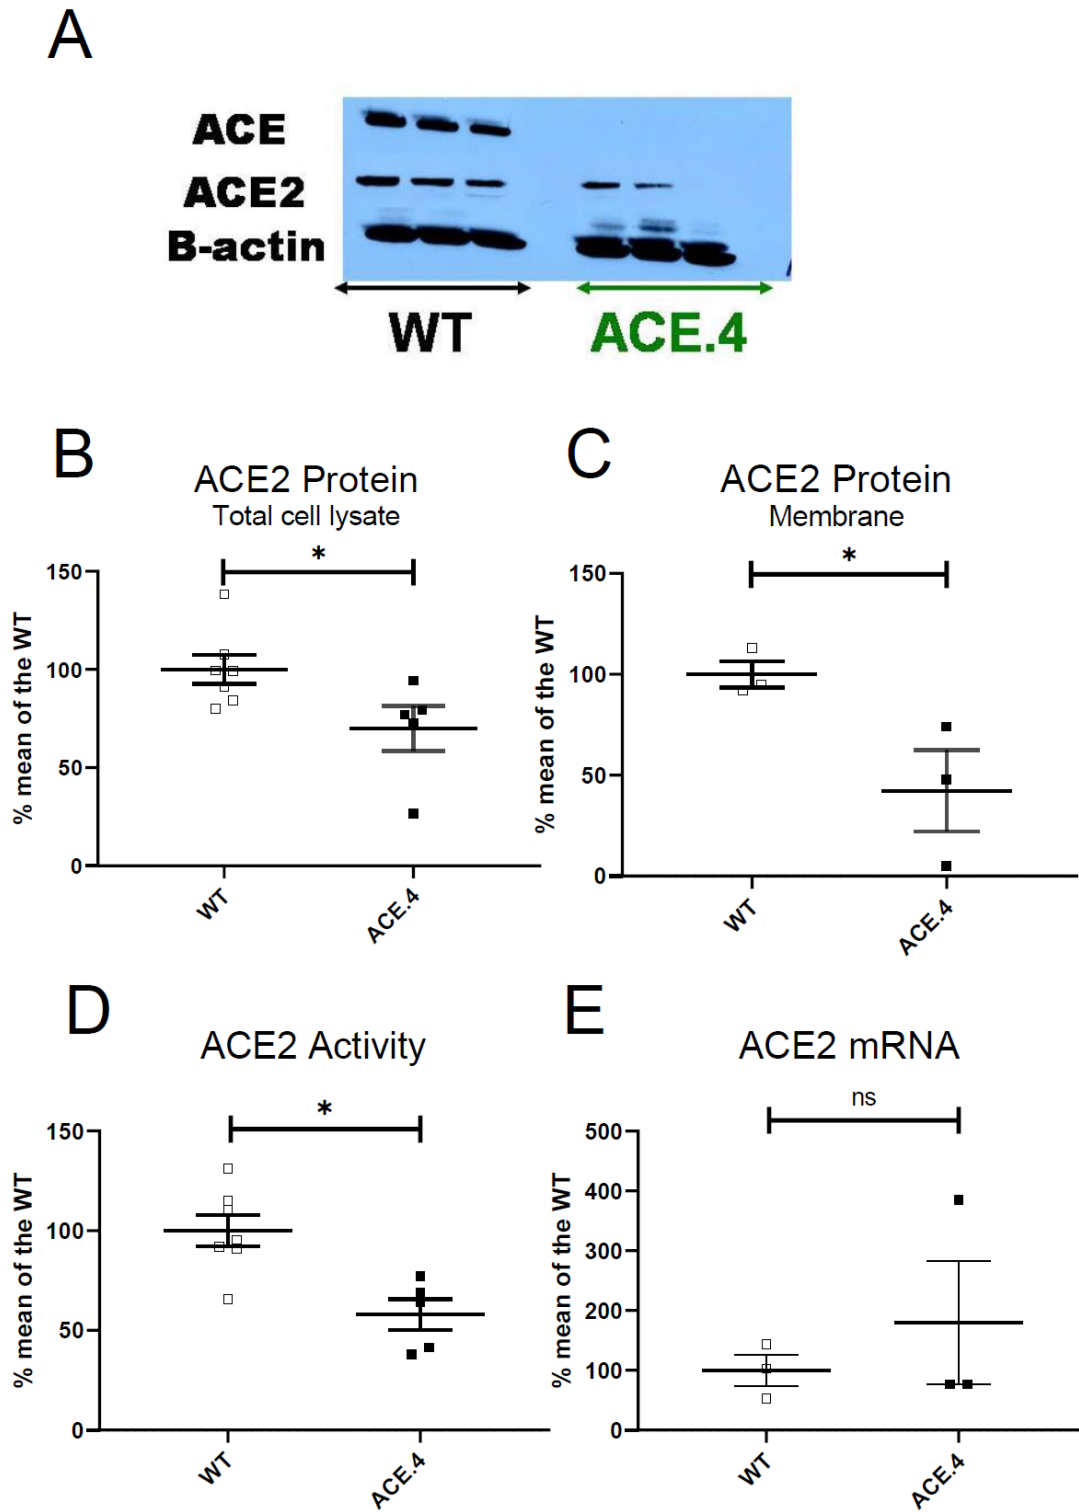 A
ACE
ACE2
B-actin
WT
ACE.4
B
ACE2 Protein
Total cell lysate
*
150
100
50
0
% mean of the WT
WT
ACE.4
C
ACE2 Protein
Membrane
*
150
100
50
0
% mean of the WT
WT
ACE.4
D
ACE2 Activity
*
150
100
50
0
% mean of the WT
WT
ACE.4
E
ACE2 mRNA
ns
500
400
300
200
100
0
% mean of the WT
WT
ACE.4